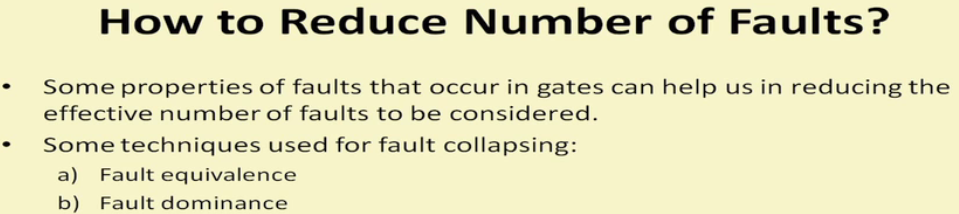 How to Reduce Number of Faults?
• Some properties of faults that occur in gates can help us in reducing the
effective number of faults to be considered.
• Some techniques used for fault collapsing:
a) Fault equivalence
b) Fault dominance